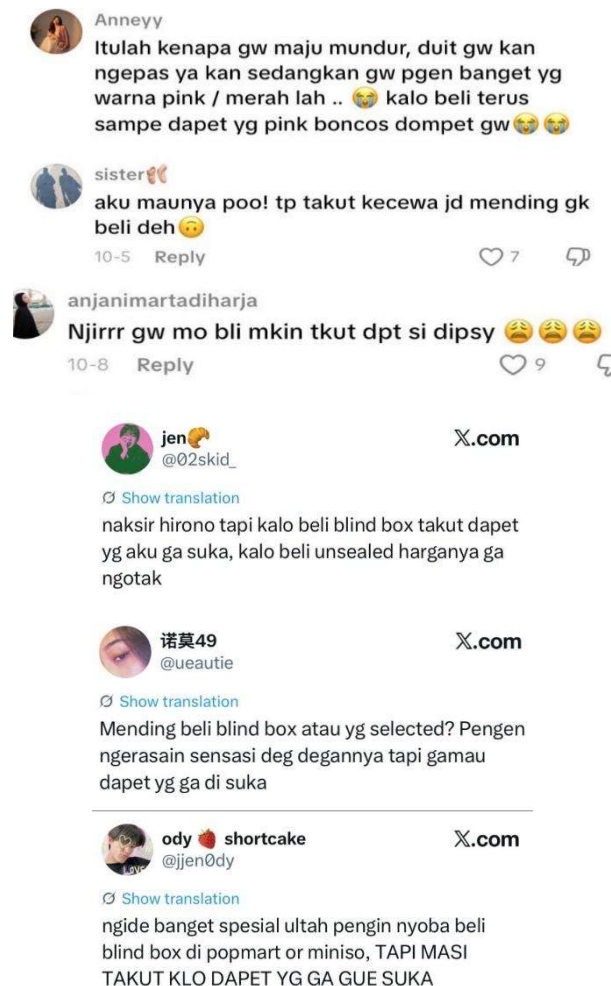 Anneyy
Itulah kenapa gw maju mundur, duit gw kan
ngepas ya kan sedangkan gw pgen banget yg
warna pink / merah lah .. 😭 kalo beli terus
sampe dapet yg pink boncos dompet gw😭😭
sister👣
aku maunya poo! tp takut kecewa jd mending gk
beli deh🙃
10-5 Reply 7
anjanimartadiharja
Njirrr gw mo bli mkin tkut dpt si dipsy 😩😩😩
10-8 Reply 9
jen🥐 X.com
@02skid_
Show translation
naksir hirono tapi kalo beli blind box takut dapet
yg aku ga suka, kalo beli unsealed harganya ga
ngotak
诺莫49 X.com
@ueautie
Show translation
Mending beli blind box atau yg selected? Pengen
ngerasain sensasi deg degannya tapi gamau
dapet yg ga di suka
ody 🍓 shortcake X.com
@jjen0dy
Show translation
ngide banget spesial ultah pengin nyoba beli
blind box di popmart or miniso, TAPI MASI
TAKUT KLO DAPET YG GA GUE SUKA